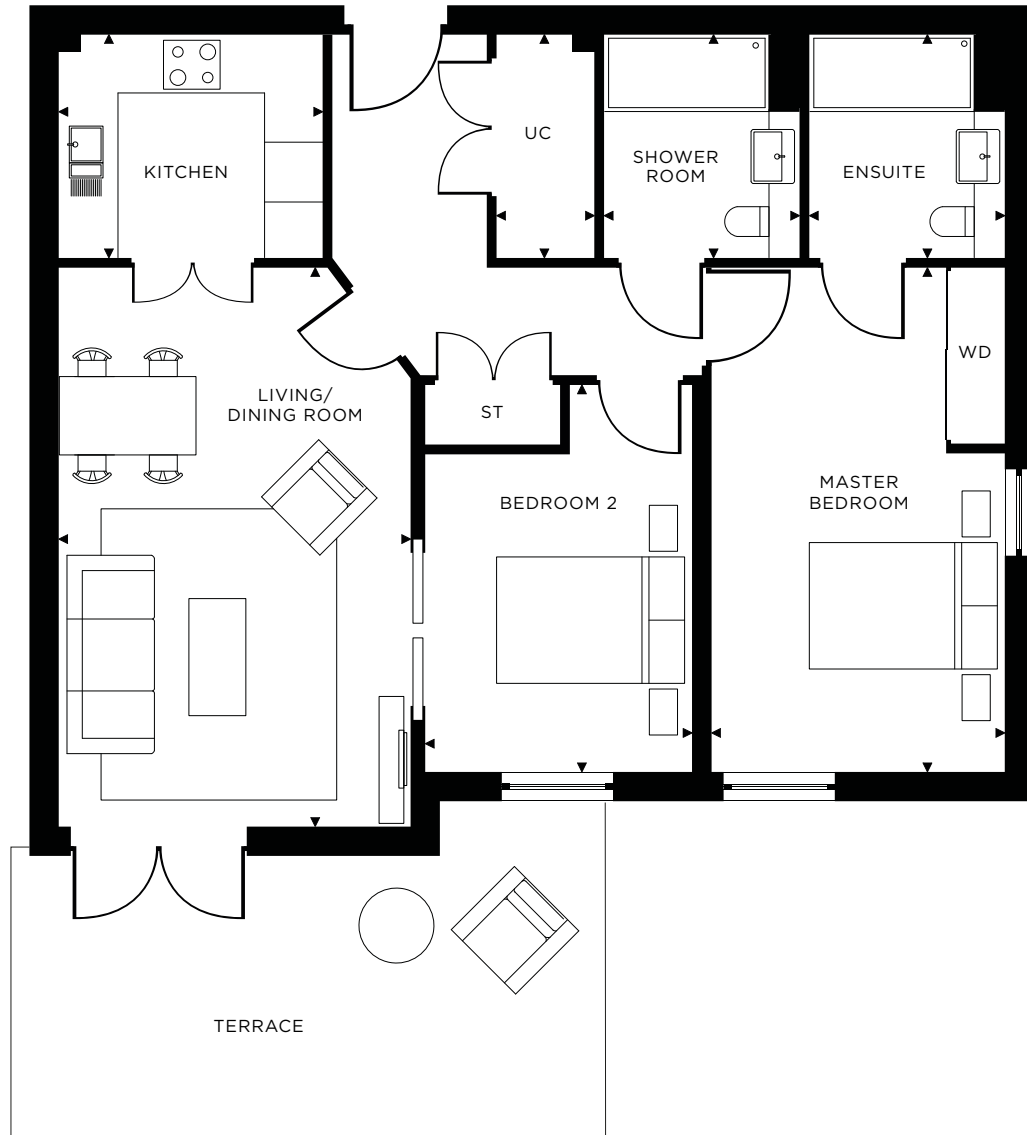 KITCHEN
UC
SHOWER
ROOM
ENSUITE
WD
LIVING/
DINING ROOM
ST
BEDROOM 2
MASTER
BEDROOM
TERRACE